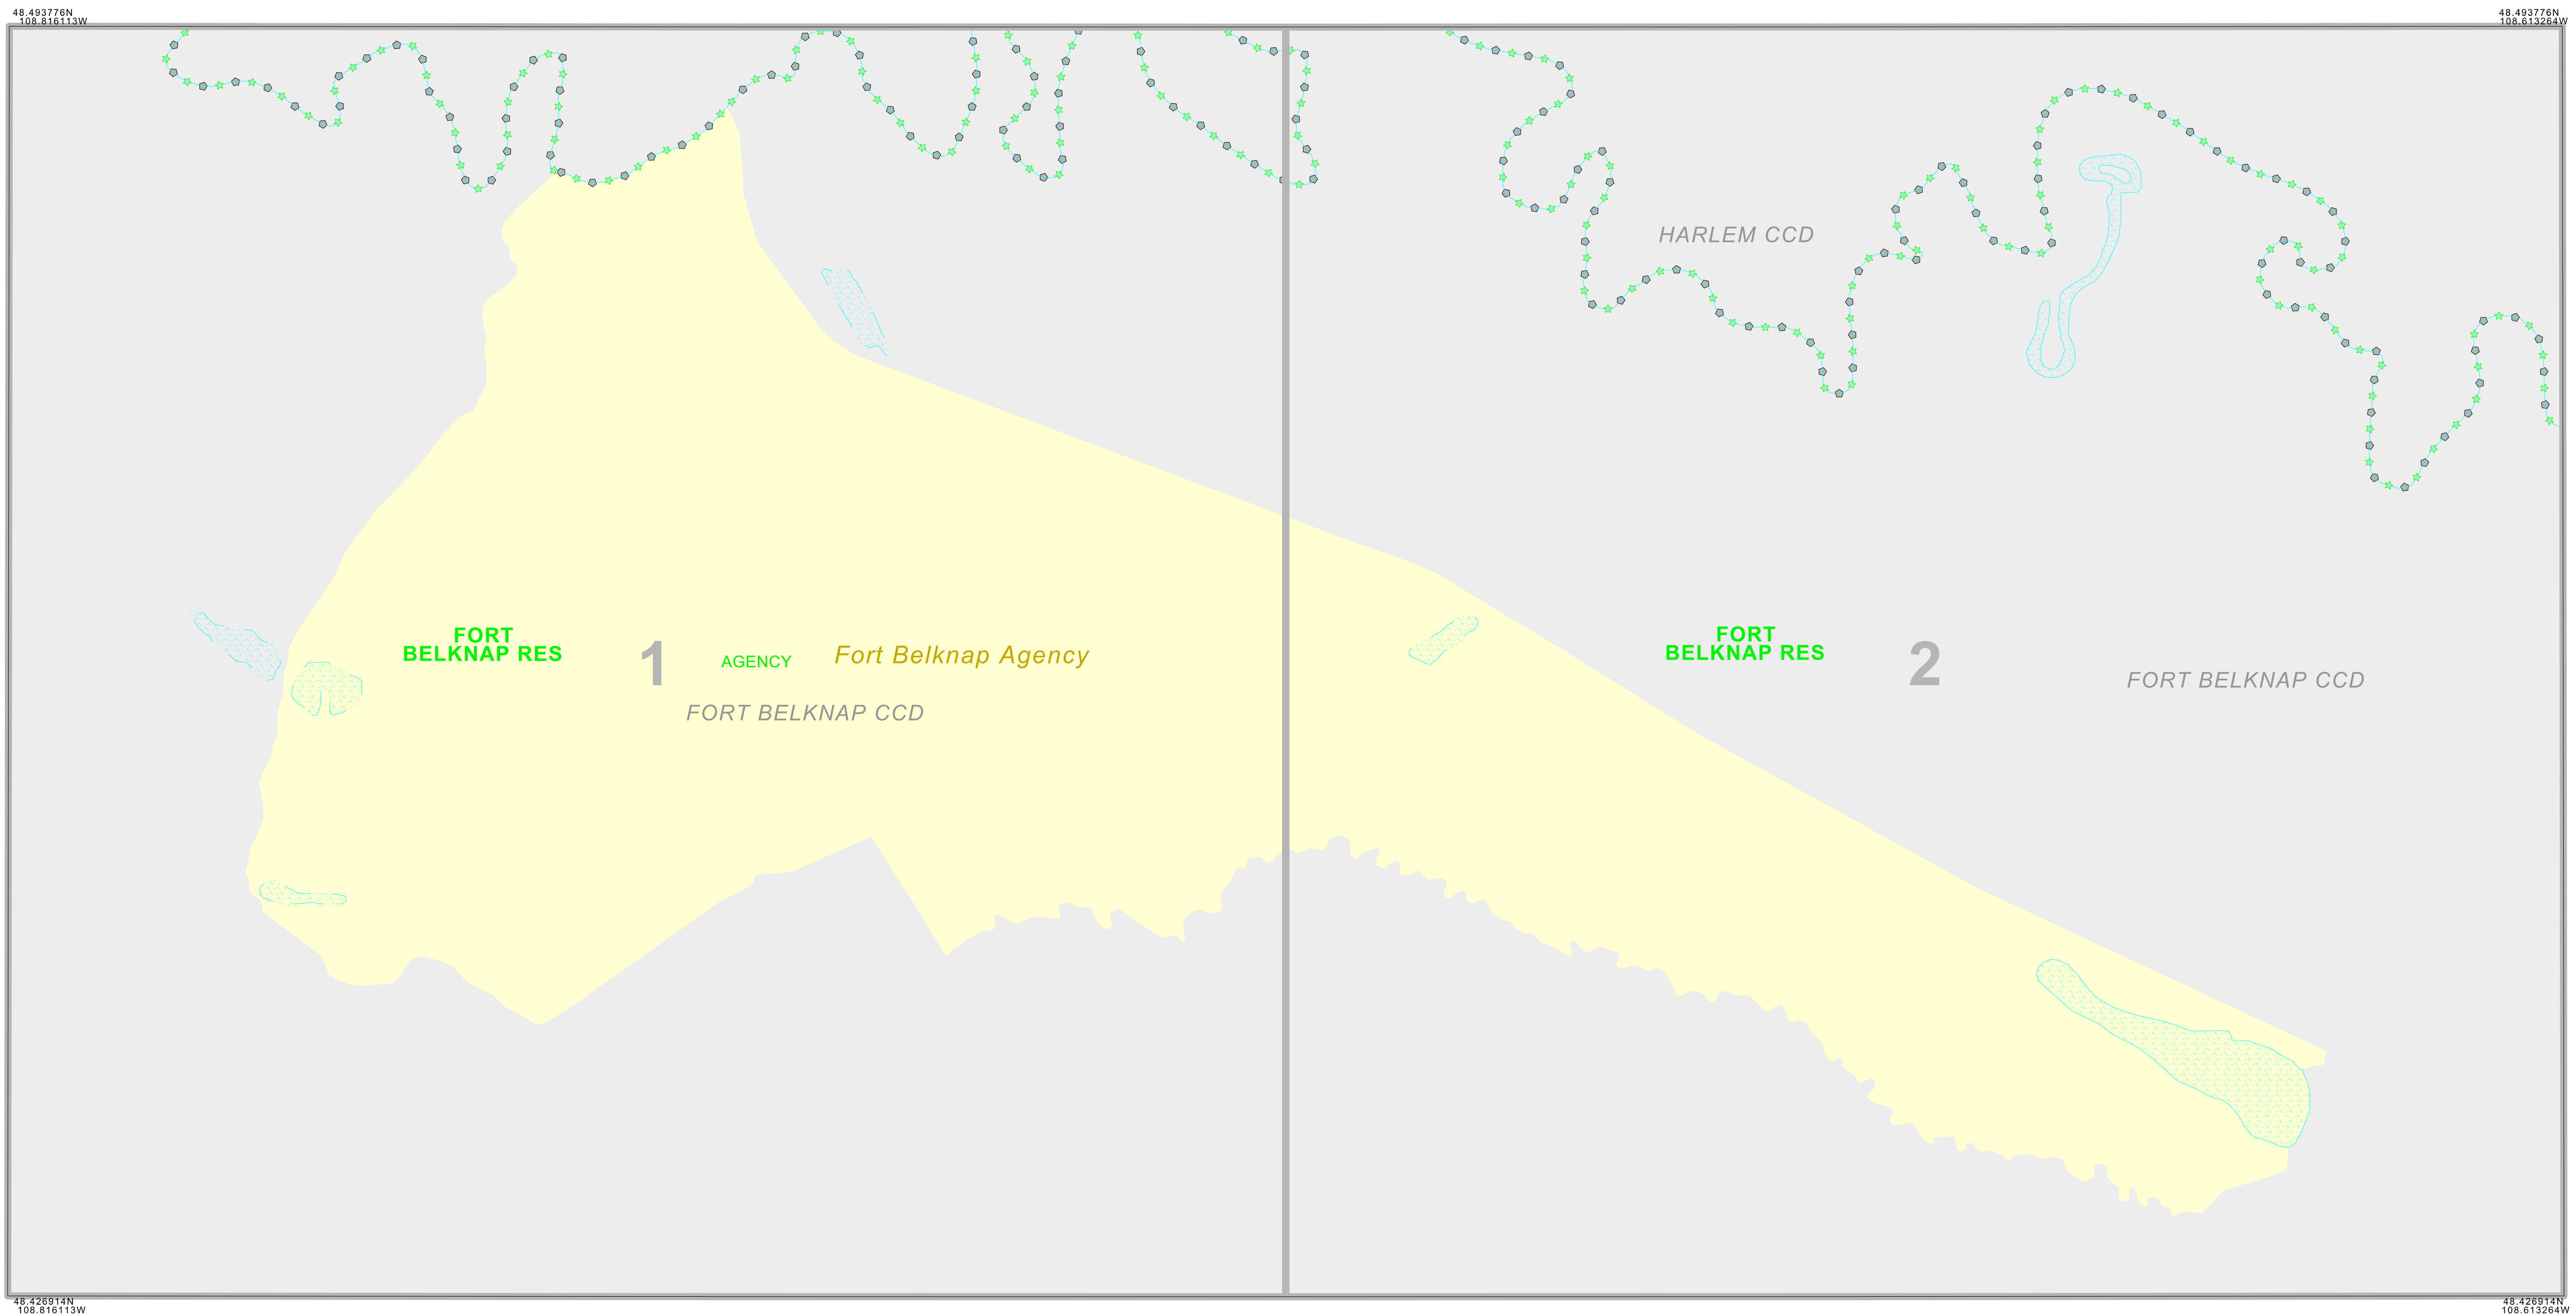 48.493776N
108.816113W
48.493776N
108.613264W
HARLEM CCD
FORT
BELKNAP RES
1
AGENCY
Fort Belknap Agency
FORT BELKNAP CCD
FORT
BELKNAP RES
2
FORT BELKNAP CCD
48.426914N
108.816113W
48.426914N
108.613264W